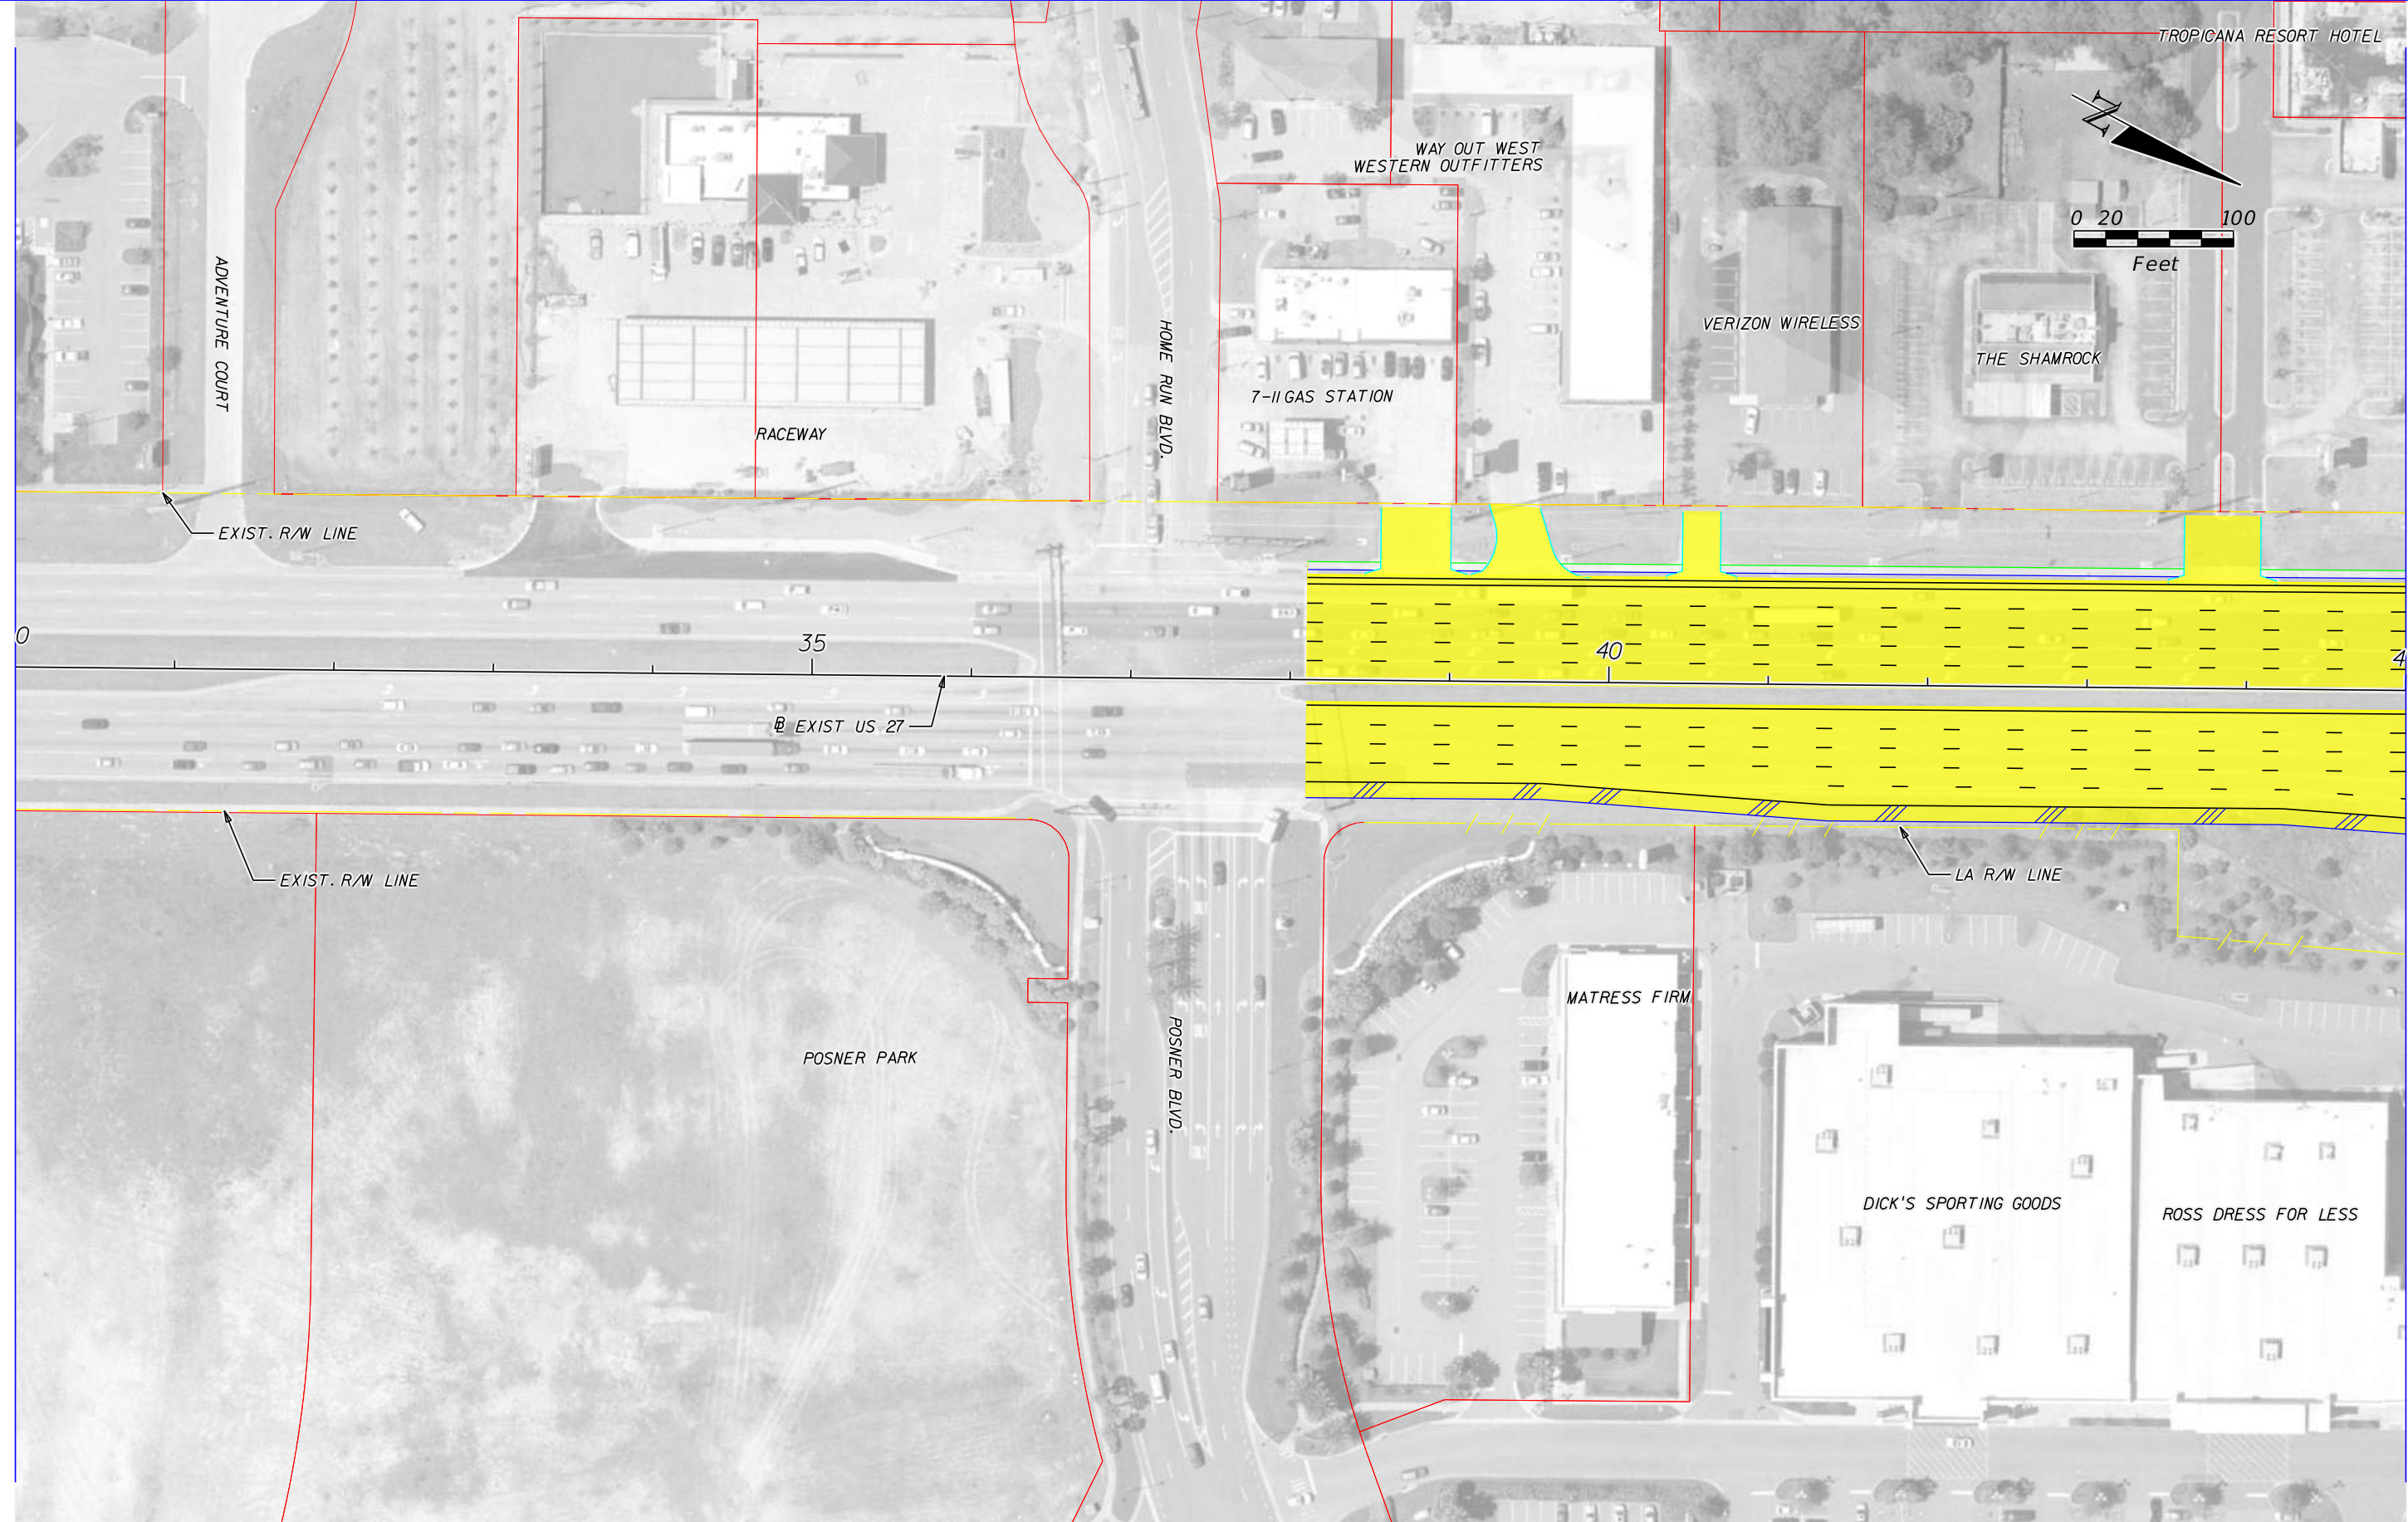 TROPICANA RESORT HOTEL
N
WAY OUT WEST
WESTERN OUTFITTERS
0 20 100
Feet
ADVENTURE COURT
HOME RUN BLVD.
VERIZON WIRELESS
THE SHAMROCK
7-11 GAS STATION
RACEWAY
EXIST. R/W LINE
0
35
40
4
B EXIST US 27
EXIST. R/W LINE
LA R/W LINE
MATRESS FIRM
POSNER PARK
POSNER BLVD.
DICK'S SPORTING GOODS
ROSS DRESS FOR LESS